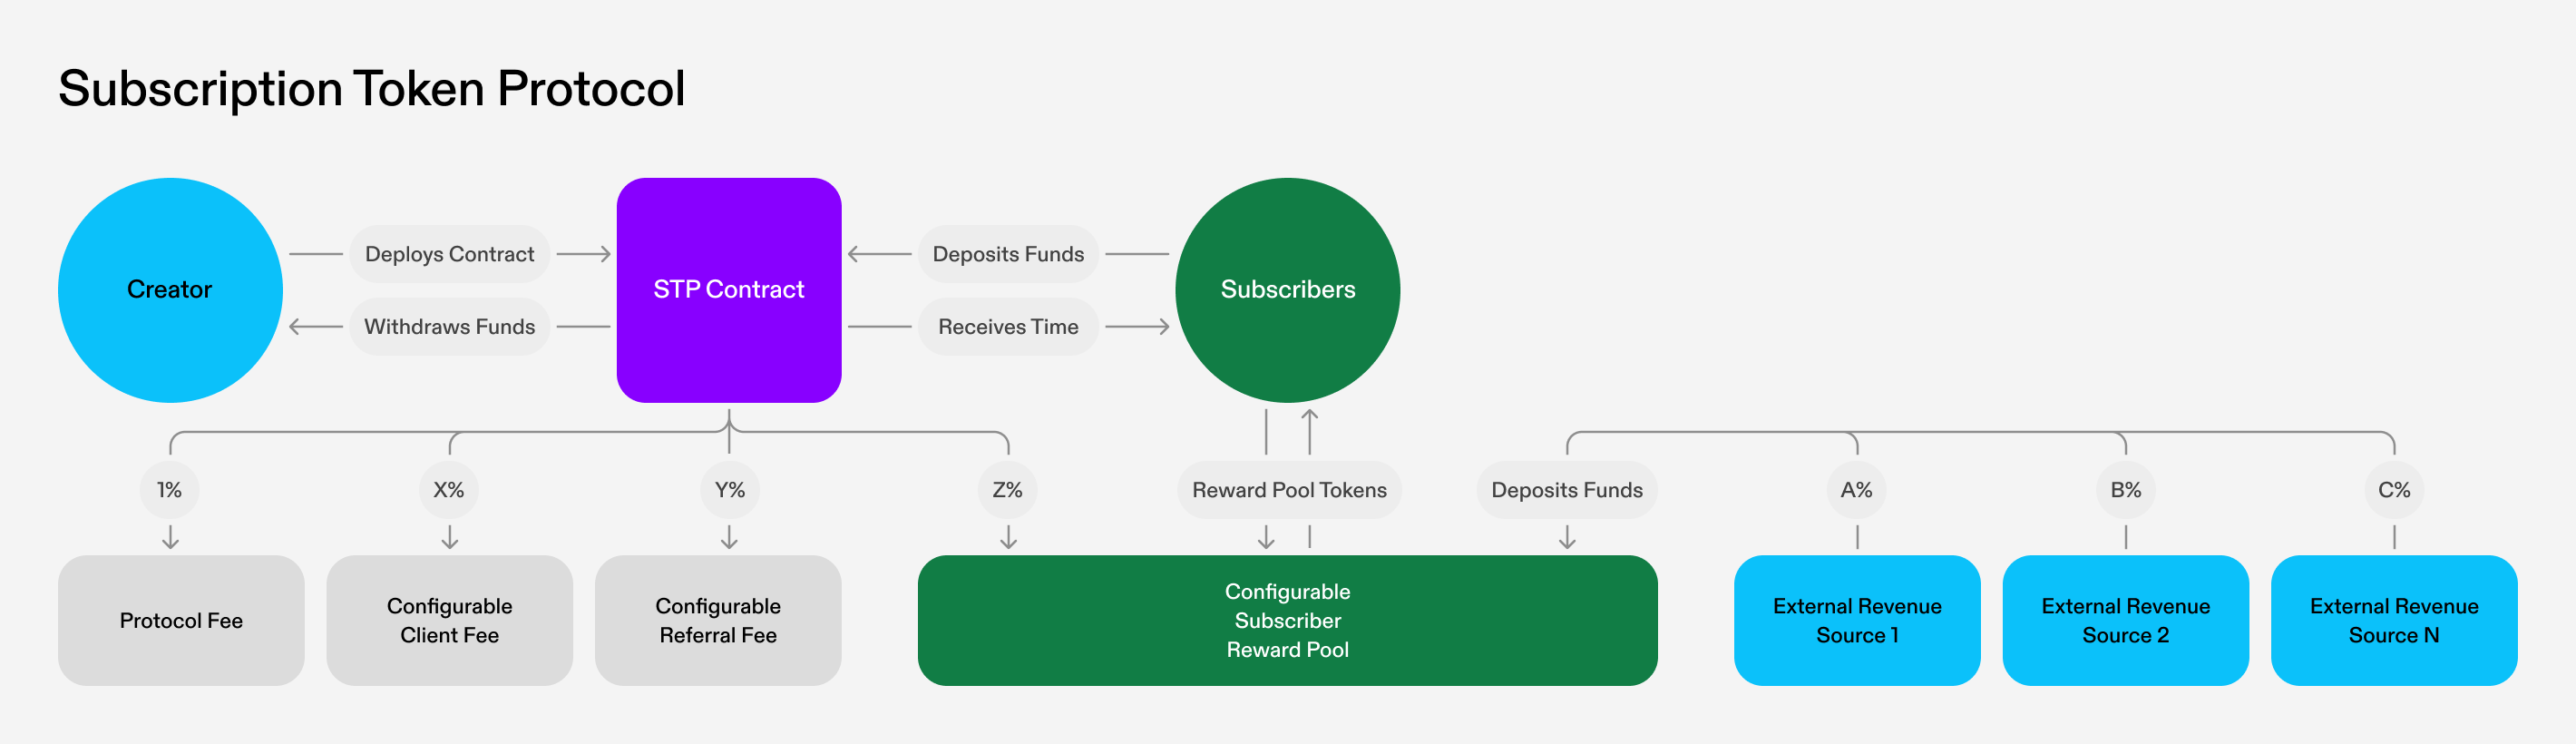 Subscription Token Protocol
Creator
Deploys Contract
Withdraws Funds
STP Contract
Deposits Funds
Receives Time
Subscribers
1%
X%
Y%
Z%
Reward Pool Tokens
Deposits Funds
A%
B%
C%
Protocol Fee
Configurable
Client Fee
Configurable
Referral Fee
Configurable
Subscriber
Reward Pool
External Revenue
Source 1
External Revenue
Source 2
External Revenue
Source N